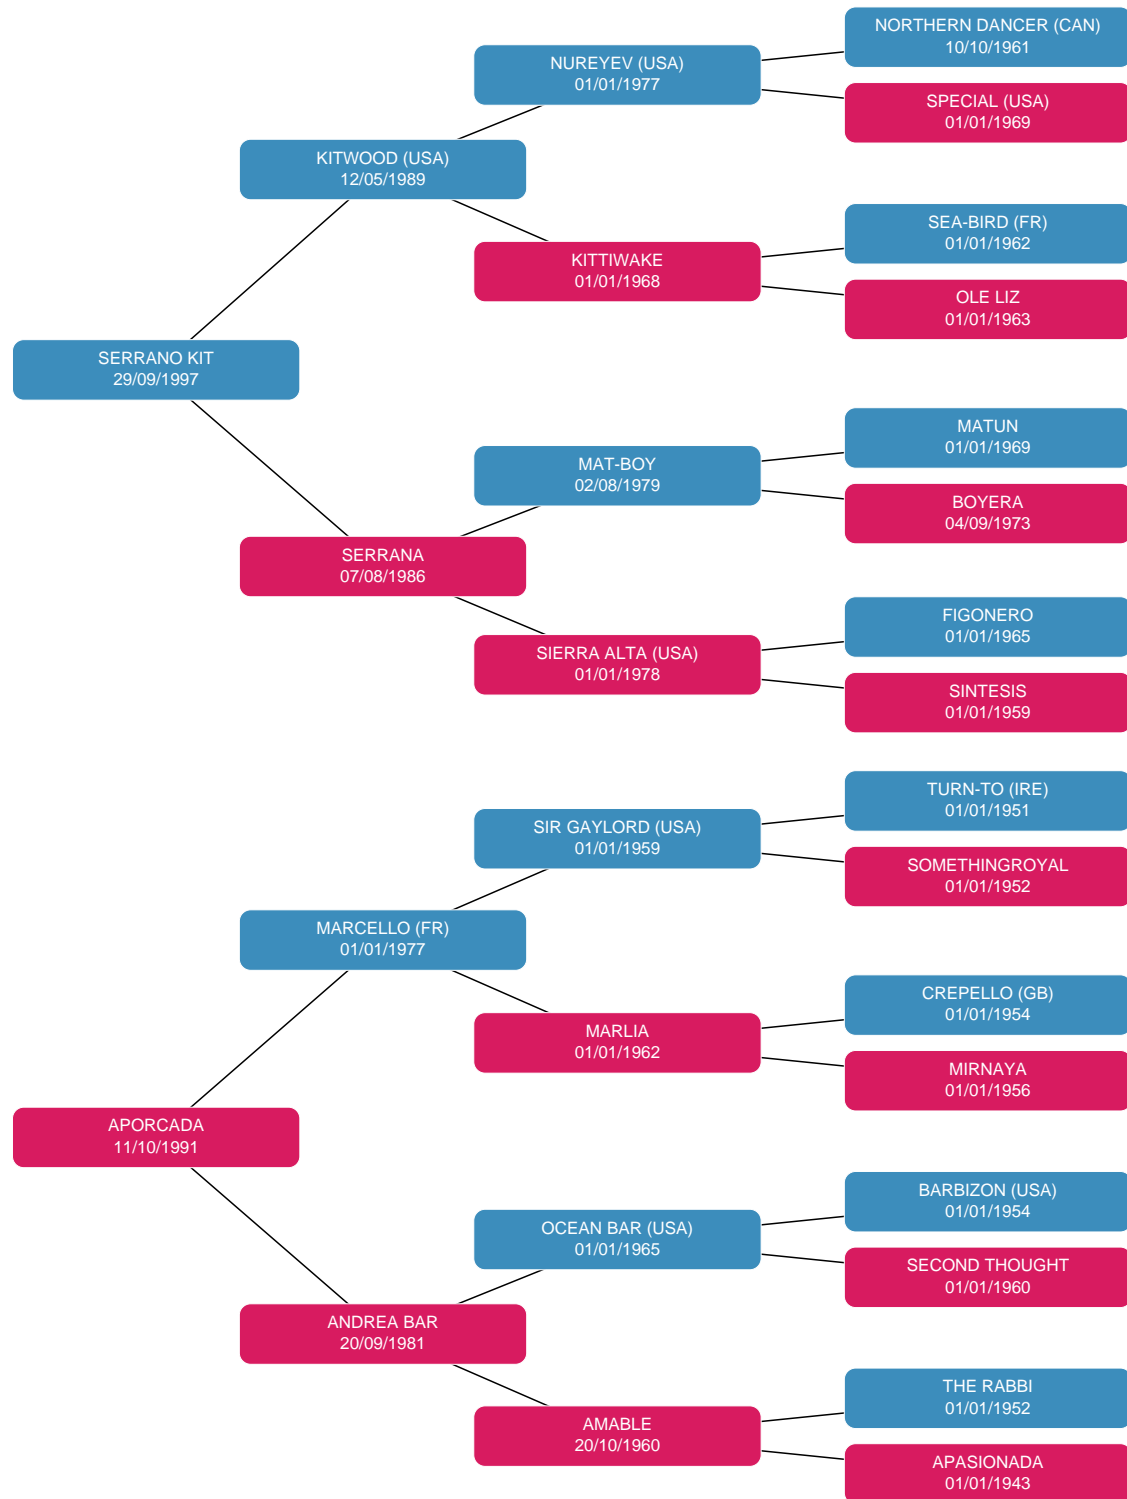 NORTHERN DANCER (CAN)
10/10/1961
NUREYEV (USA)
01/01/1977
SPECIAL (USA)
01/01/1969
KITWOOD (USA)
12/05/1989
SEA-BIRD (FR)
01/01/1962
KITTIWAKE
01/01/1968
OLE LIZ
01/01/1963
SERRANO KIT
29/09/1997
MATUN
01/01/1969
MAT-BOY
02/08/1979
BOYERA
04/09/1973
SERRANA
07/08/1986
FIGONERO
01/01/1965
SIERRA ALTA (USA)
01/01/1978
SINTESIS
01/01/1959
TURN-TO (IRE)
01/01/1951
SIR GAYLORD (USA)
01/01/1959
SOMETHINGROYAL
01/01/1952
MARCELLO (FR)
01/01/1977
CREPELLO (GB)
01/01/1954
MARLIA
01/01/1962
MIRNAYA
01/01/1956
APORCADA
11/10/1991
BARBIZON (USA)
01/01/1954
OCEAN BAR (USA)
01/01/1965
SECOND THOUGHT
01/01/1960
ANDREA BAR
20/09/1981
THE RABBI
01/01/1952
AMABLE
20/10/1960
APASIONADA
01/01/1943